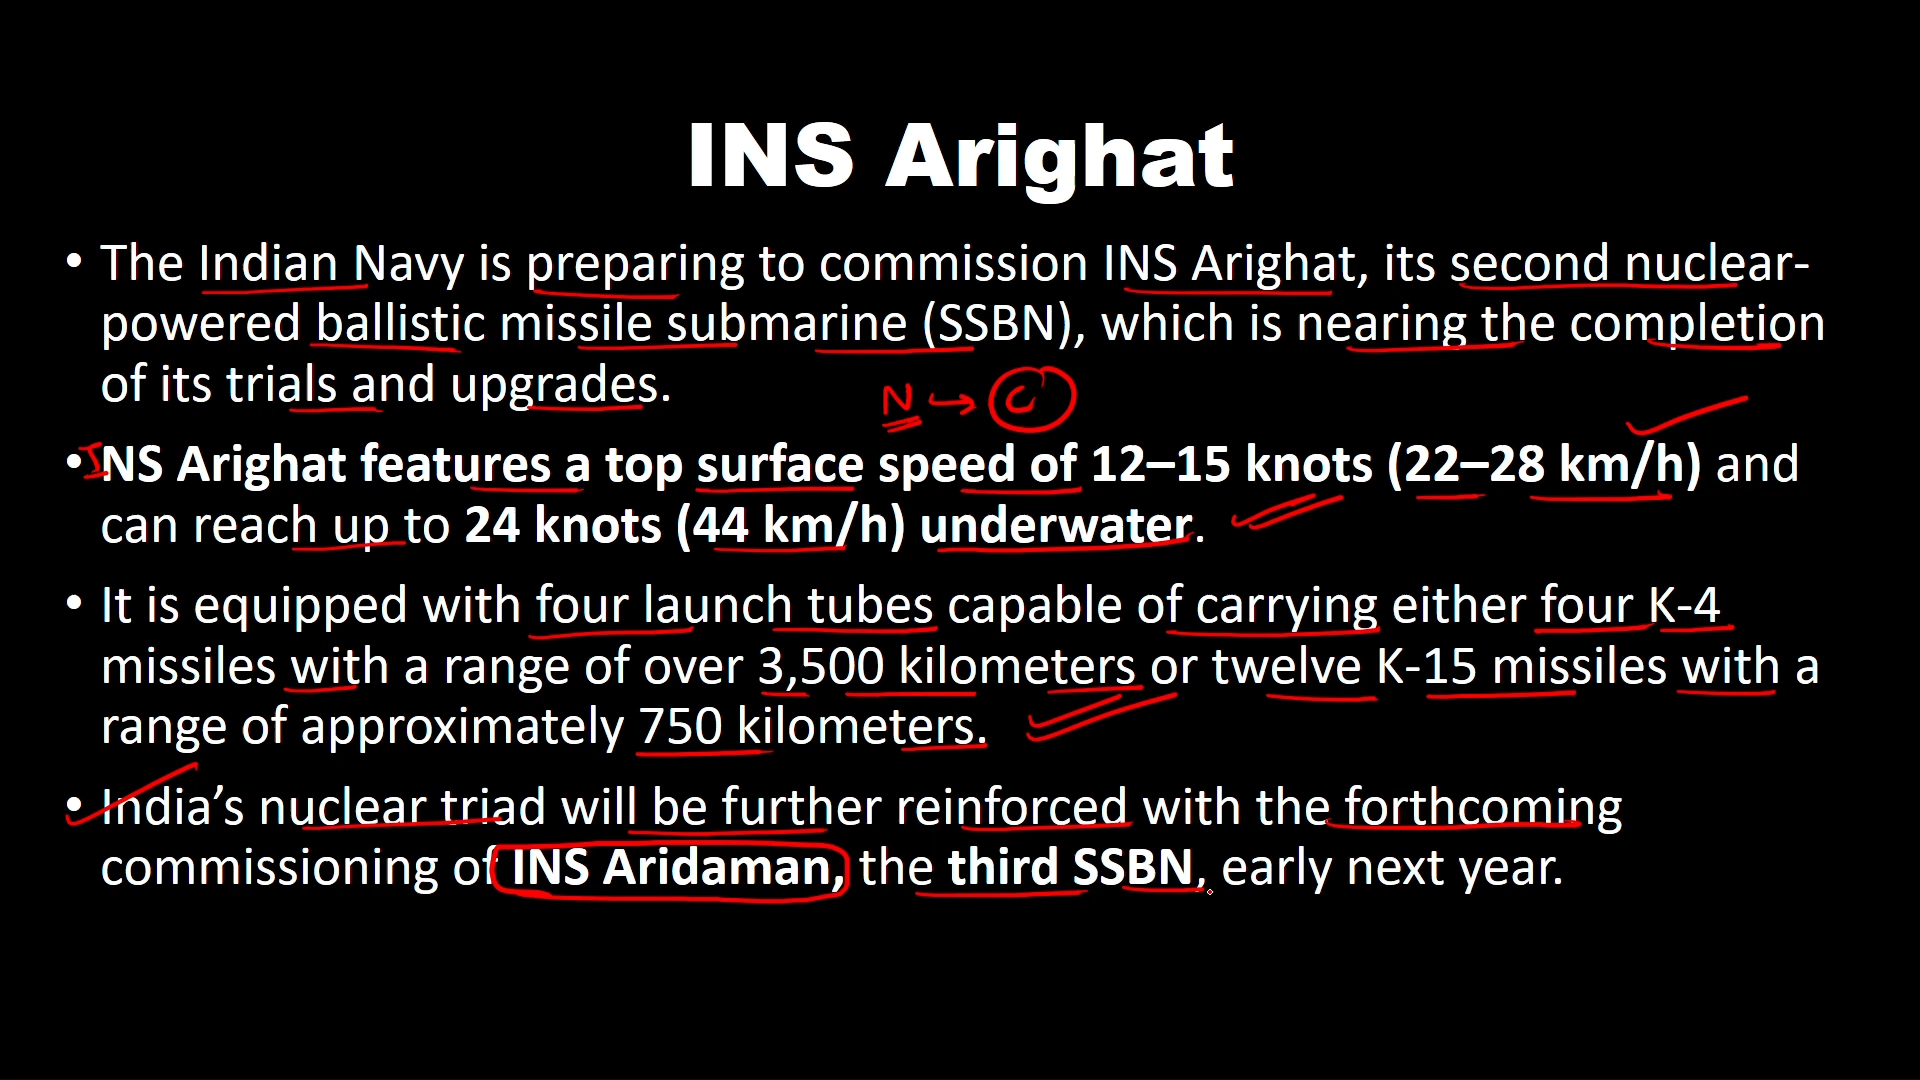 INS Arighat
• The Indian Navy is preparing to commission INS Arighat, its second nuclear-
powered ballistic missile submarine (SSBN), which is nearing the completion
of its trials and upgrades.
N → C
• INS Arighat features a top surface speed of 12–15 knots (22–28 km/h) and
can reach up to 24 knots (44 km/h) underwater.
• It is equipped with four launch tubes capable of carrying either four K-4
missiles with a range of over 3,500 kilometers or twelve K-15 missiles with a
range of approximately 750 kilometers.
• India’s nuclear triad will be further reinforced with the forthcoming
commissioning of INS Aridaman, the third SSBN, early next year.